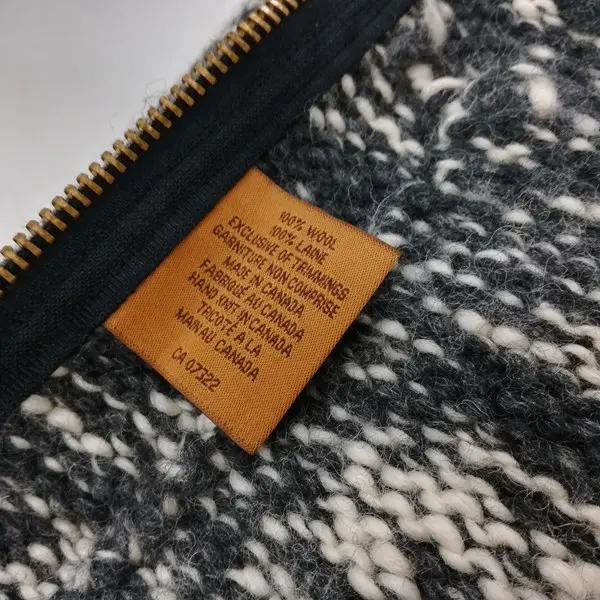 100% WOOL
100% LAINE
EXCLUSIVE OF TRIMMINGS
GARNITURE NON COMPRISE
MADE IN CANADA
FABRIQUÉ AU CANADA
HAND KNIT IN CANADA
TRICOTÉ A LA
MAIN AU CANADA
CA 07322